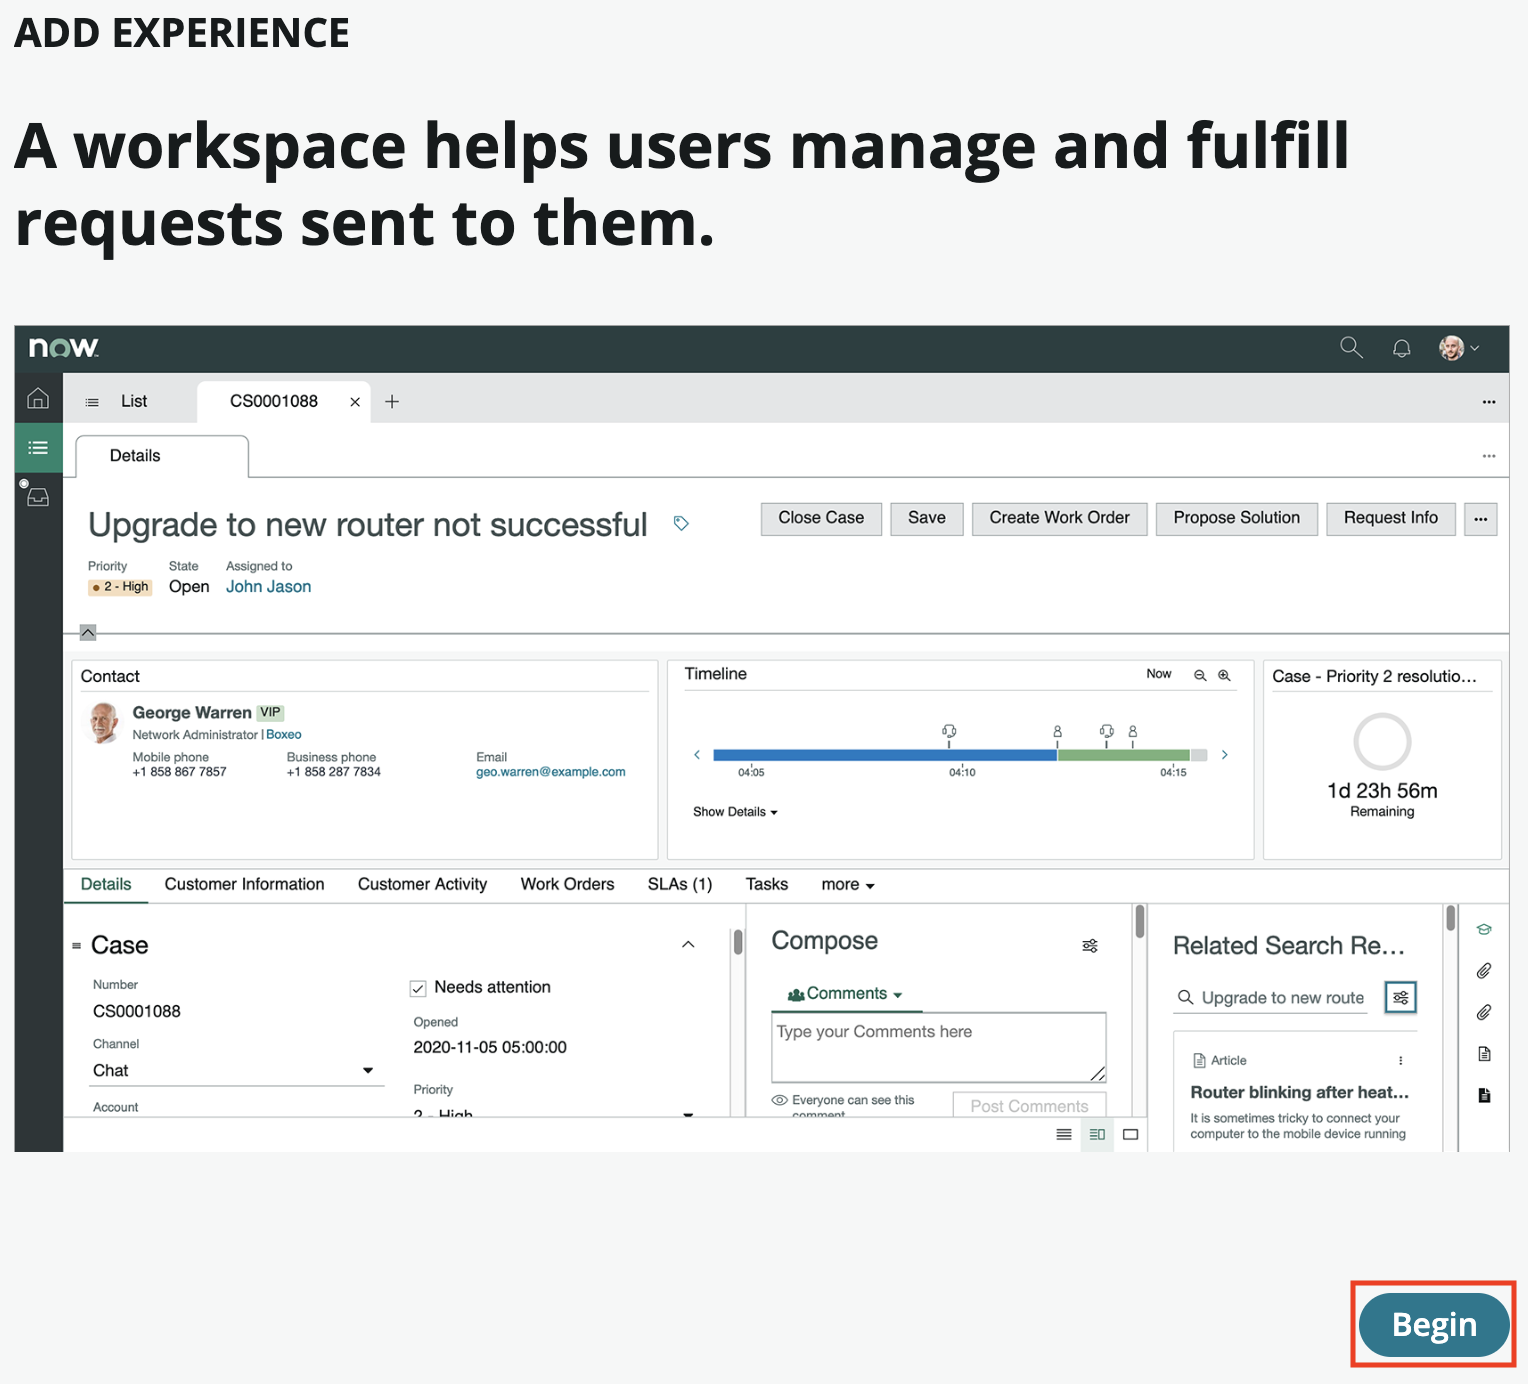 ADD EXPERIENCE
A workspace helps users manage and fulfill
requests sent to them.
now
List
CS0001088
Details
Upgrade to new router not successful
Close Case
Save
Create Work Order
Propose Solution
Request Info
Priority
State
Assigned to
2 - High
Open
John Jason
Contact
George Warren VIP
Network Administrator | Boxeo
Mobile phone
Business phone
Email
+1 858 867 7857
+1 858 287 7834
geo.warren@example.com
Timeline
Now
04:05
04:10
04:15
Show Details
Case - Priority 2 resolutio...
1d 23h 56m
Remaining
Details
Customer Information
Customer Activity
Work Orders
SLAs (1)
Tasks
more
Case
Number
CS0001088
Channel
Chat
Account
Needs attention
Opened
2020-11-05 05:00:00
Priority
2 - High
Compose
Comments
Type your Comments here
Everyone can see this
comment
Post Comments
Related Search Re...
Upgrade to new route
Article
Router blinking after heat...
It is sometimes tricky to connect your
computer to the mobile device running
Begin